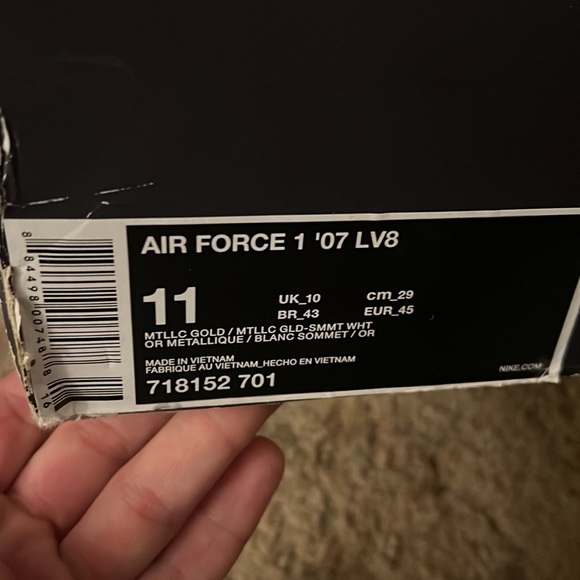 AIR FORCE 1 '07 LV8
11
UK_10 cm_29
BR_43 EUR_45
MTLLC GOLD / MTLLC GLD-SMMT WHT
OR METALLIQUE / BLANC SOMMET / OR
MADE IN VIETNAM
FABRIQUE AU VIETNAM_HECHO EN VIETNAM
718152 701
NIKE.COM